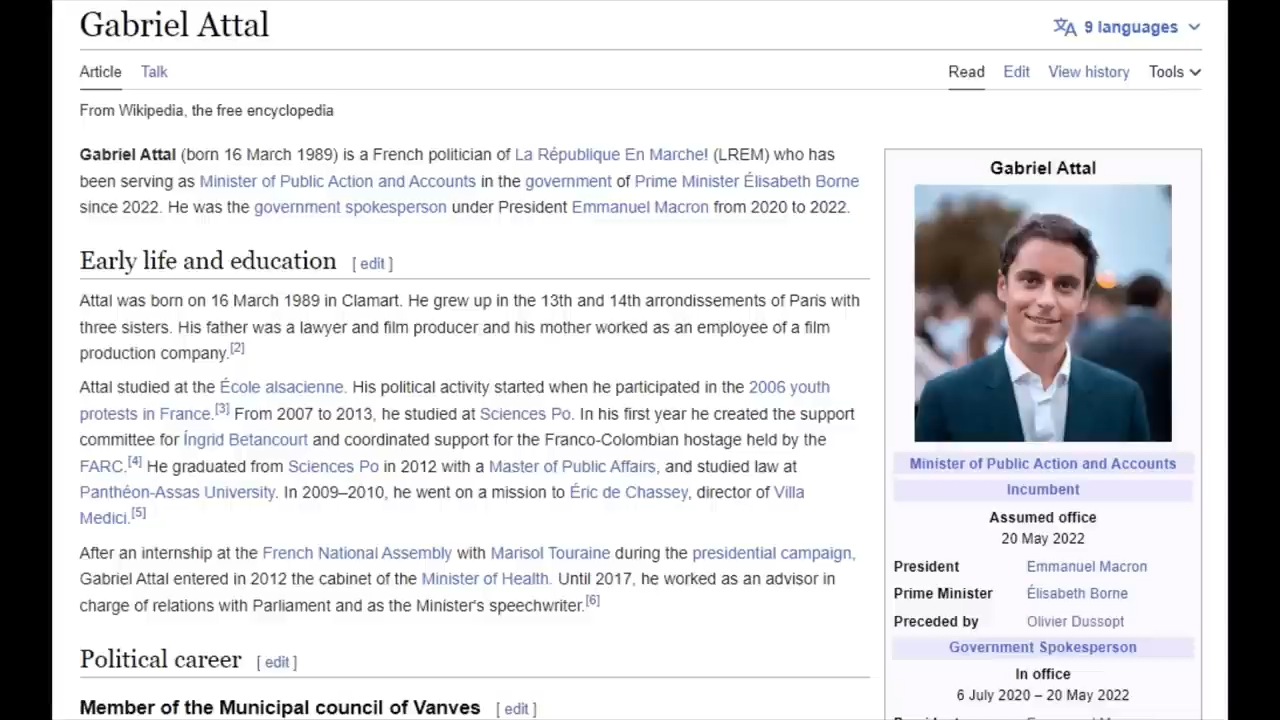 Gabriel Attal
9 languages
Article Talk
Read Edit View history Tools
From Wikipedia, the free encyclopedia
Gabriel Attal (born 16 March 1989) is a French politician of La République En Marche! (LREM) who has
been serving as Minister of Public Action and Accounts in the government of Prime Minister Élisabeth Borne
since 2022. He was the government spokesperson under President Emmanuel Macron from 2020 to 2022.
Early life and education [ edit ]
Attal was born on 16 March 1989 in Clamart. He grew up in the 13th and 14th arrondissements of Paris with
three sisters. His father was a lawyer and film producer and his mother worked as an employee of a film
production company.[2]
Attal studied at the École alsacienne. His political activity started when he participated in the 2006 youth
protests in France.[3] From 2007 to 2013, he studied at Sciences Po. In his first year he created the support
committee for Íngrid Betancourt and coordinated support for the Franco-Colombian hostage held by the
FARC.[4] He graduated from Sciences Po in 2012 with a Master of Public Affairs, and studied law at
Panthéon-Assas University. In 2009–2010, he went on a mission to Éric de Chassey, director of Villa
Medici.[5]
After an internship at the French National Assembly with Marisol Touraine during the presidential campaign,
Gabriel Attal entered in 2012 the cabinet of the Minister of Health. Until 2017, he worked as an advisor in
charge of relations with Parliament and as the Minister's speechwriter.[6]
Political career [ edit ]
Member of the Municipal council of Vanves [ edit ]
Gabriel Attal
Minister of Public Action and Accounts
Incumbent
Assumed office
20 May 2022
President Emmanuel Macron
Prime Minister Élisabeth Borne
Preceded by Olivier Dussopt
Government Spokesperson
In office
6 July 2020 – 20 May 2022